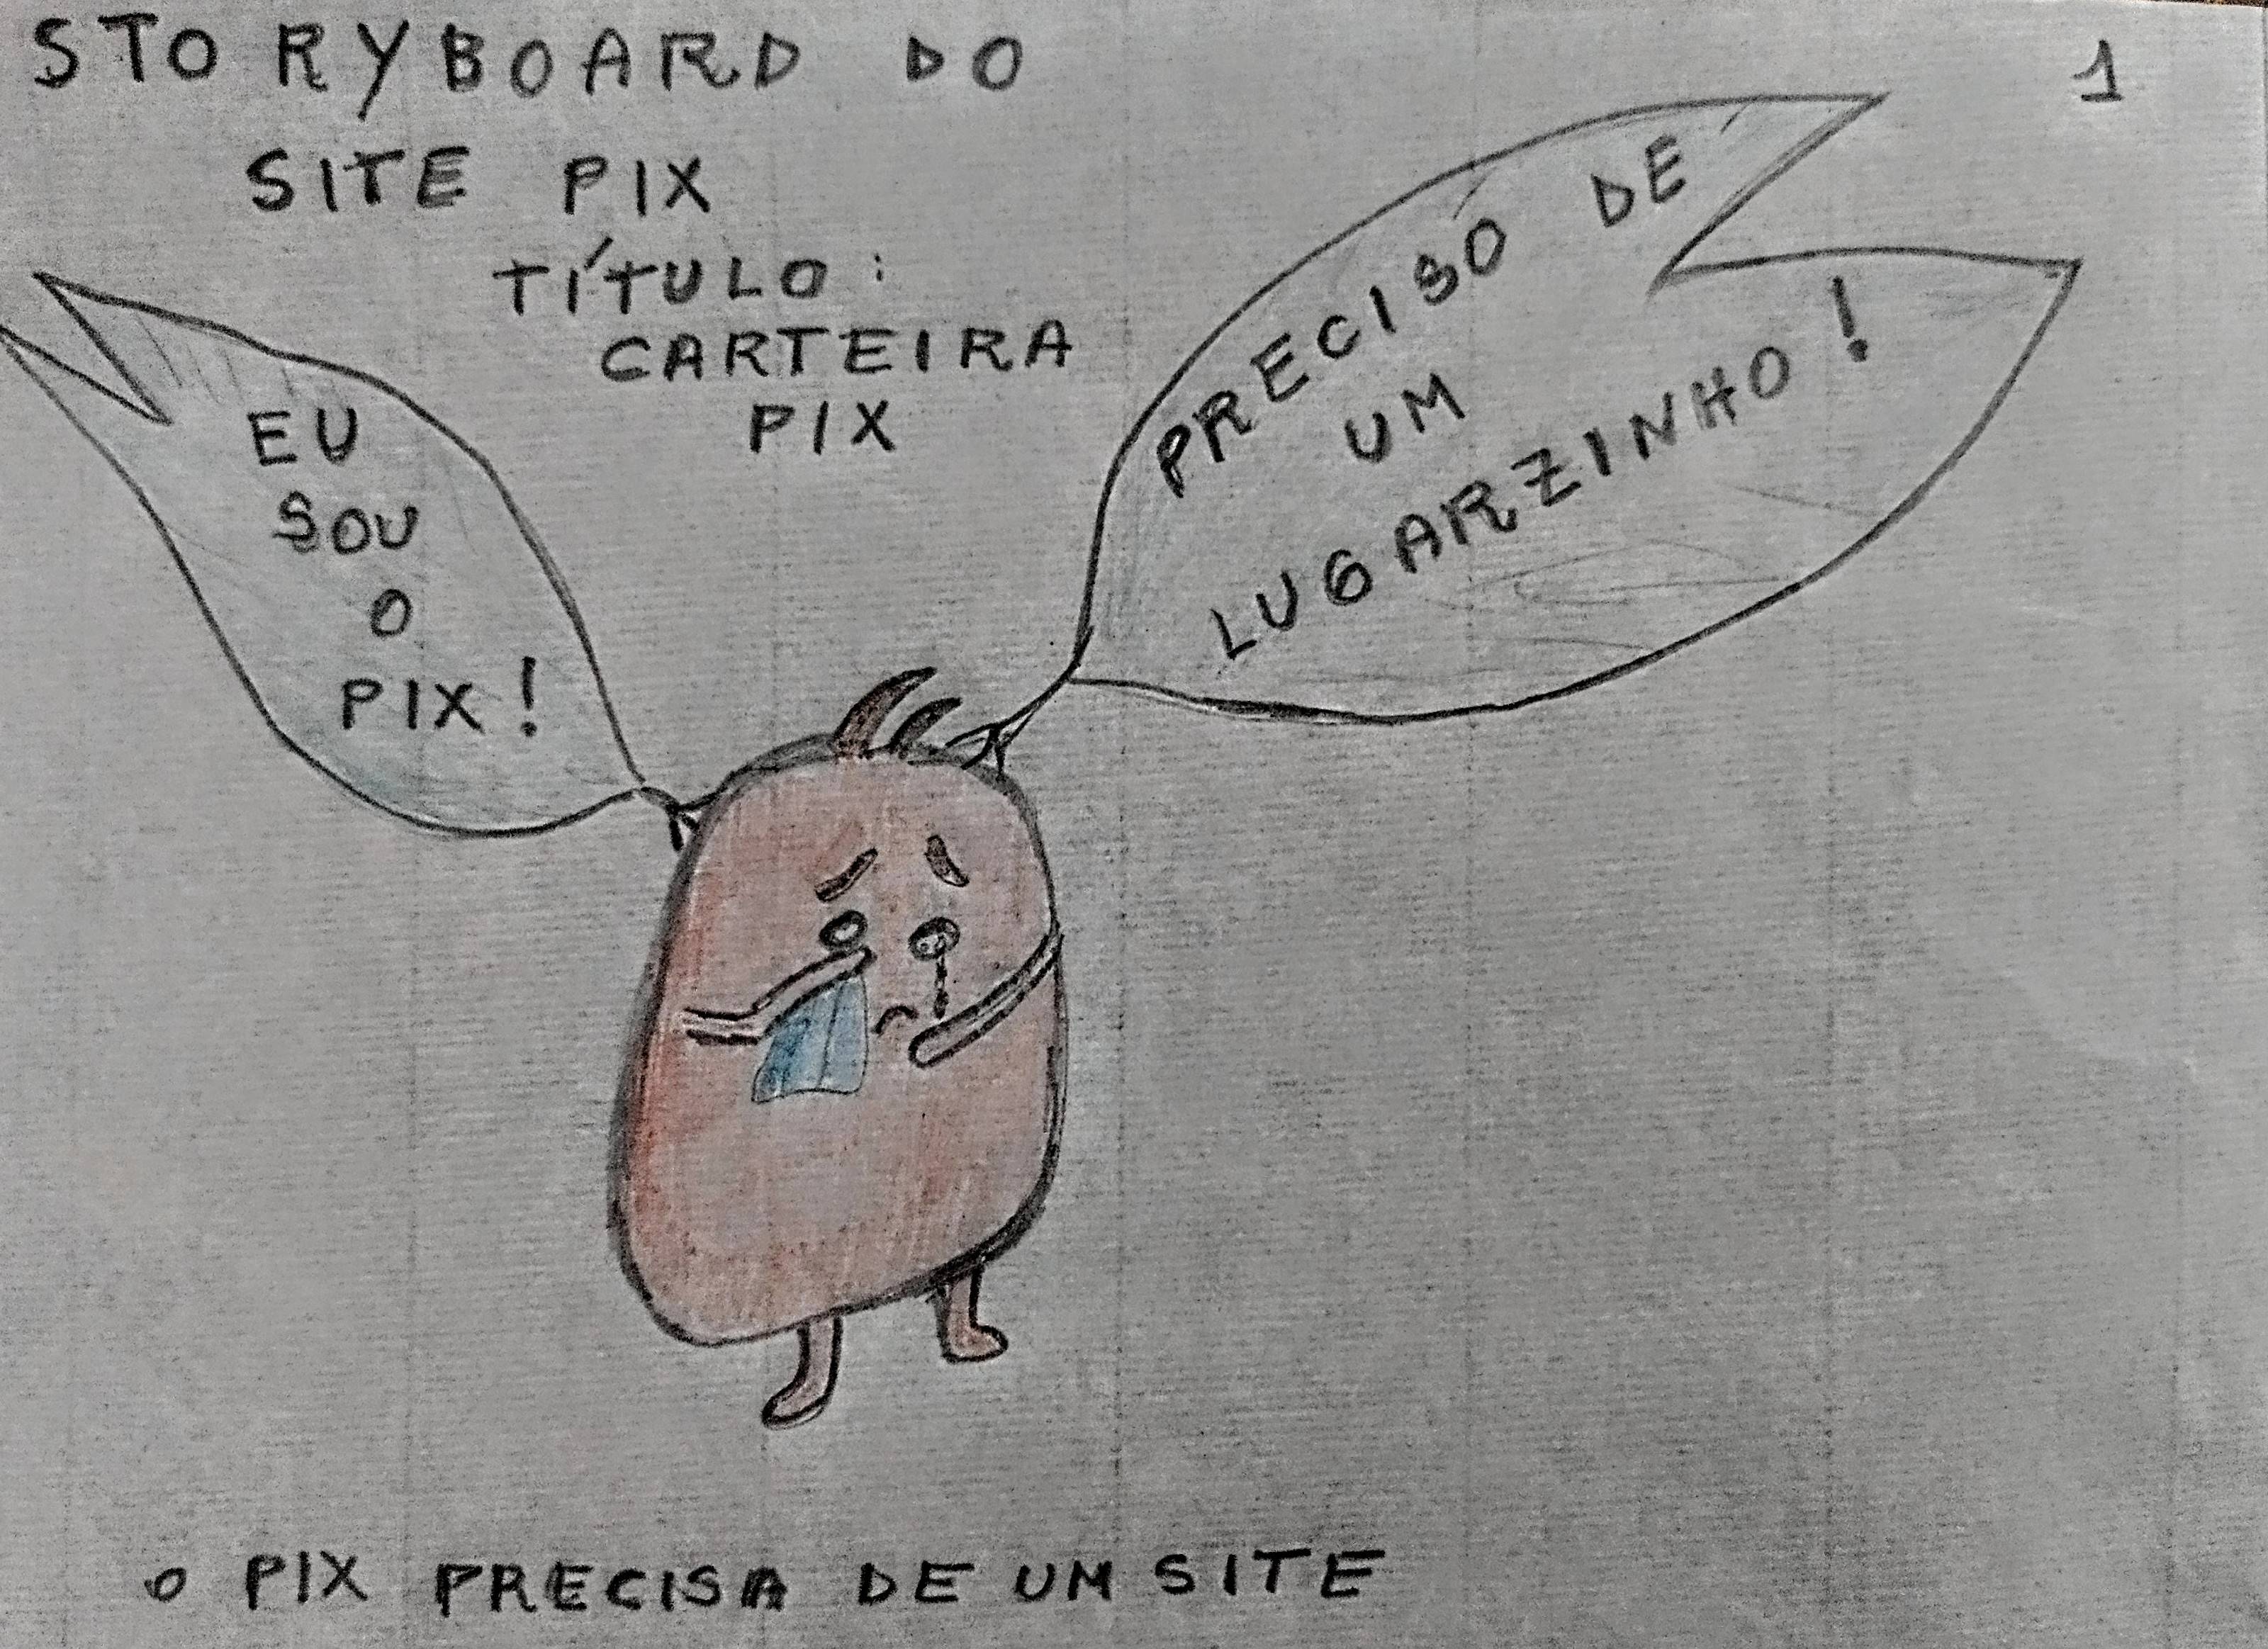 STORYBOARD DO
1
SITE PIX
TÍTULO:
CARTEIRA
PIX
EU
SOU
O
PIX!
PRECISO DE
UM
LUGARZINHO!
O PIX PRECISA DE UM SITE